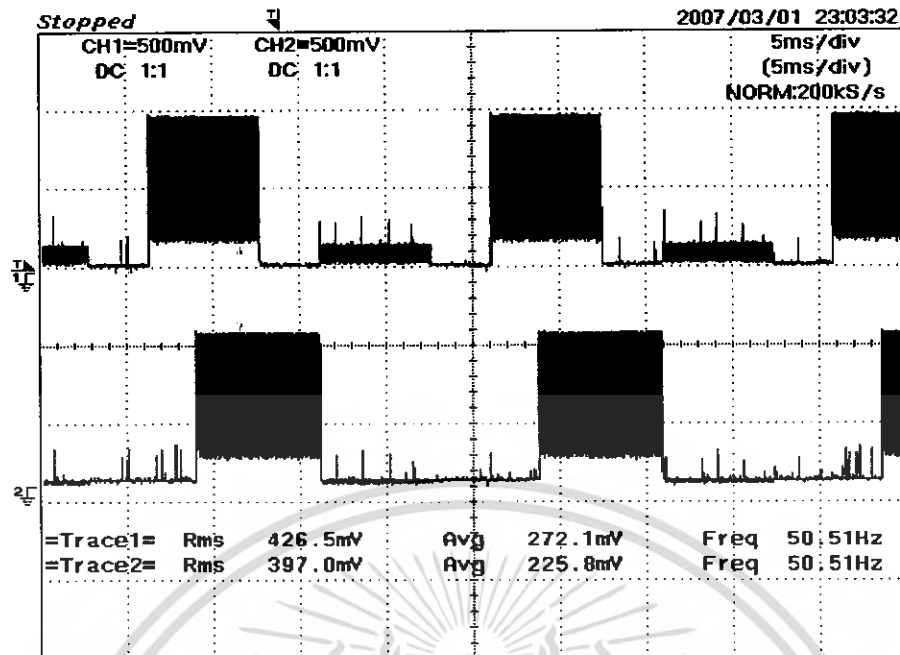 Stopped
2007/03/01 23:03:32
CH1=500mV
DC 1:1
CH2=500mV
DC 1:1
5ms/div
(5ms/div)
NORM:200kS/s
T
T
1
2
=Trace1= Rms 426.5mV Avg 272.1mV Freq 50.51Hz
=Trace2= Rms 397.0mV Avg 225.8mV Freq 50.51Hz